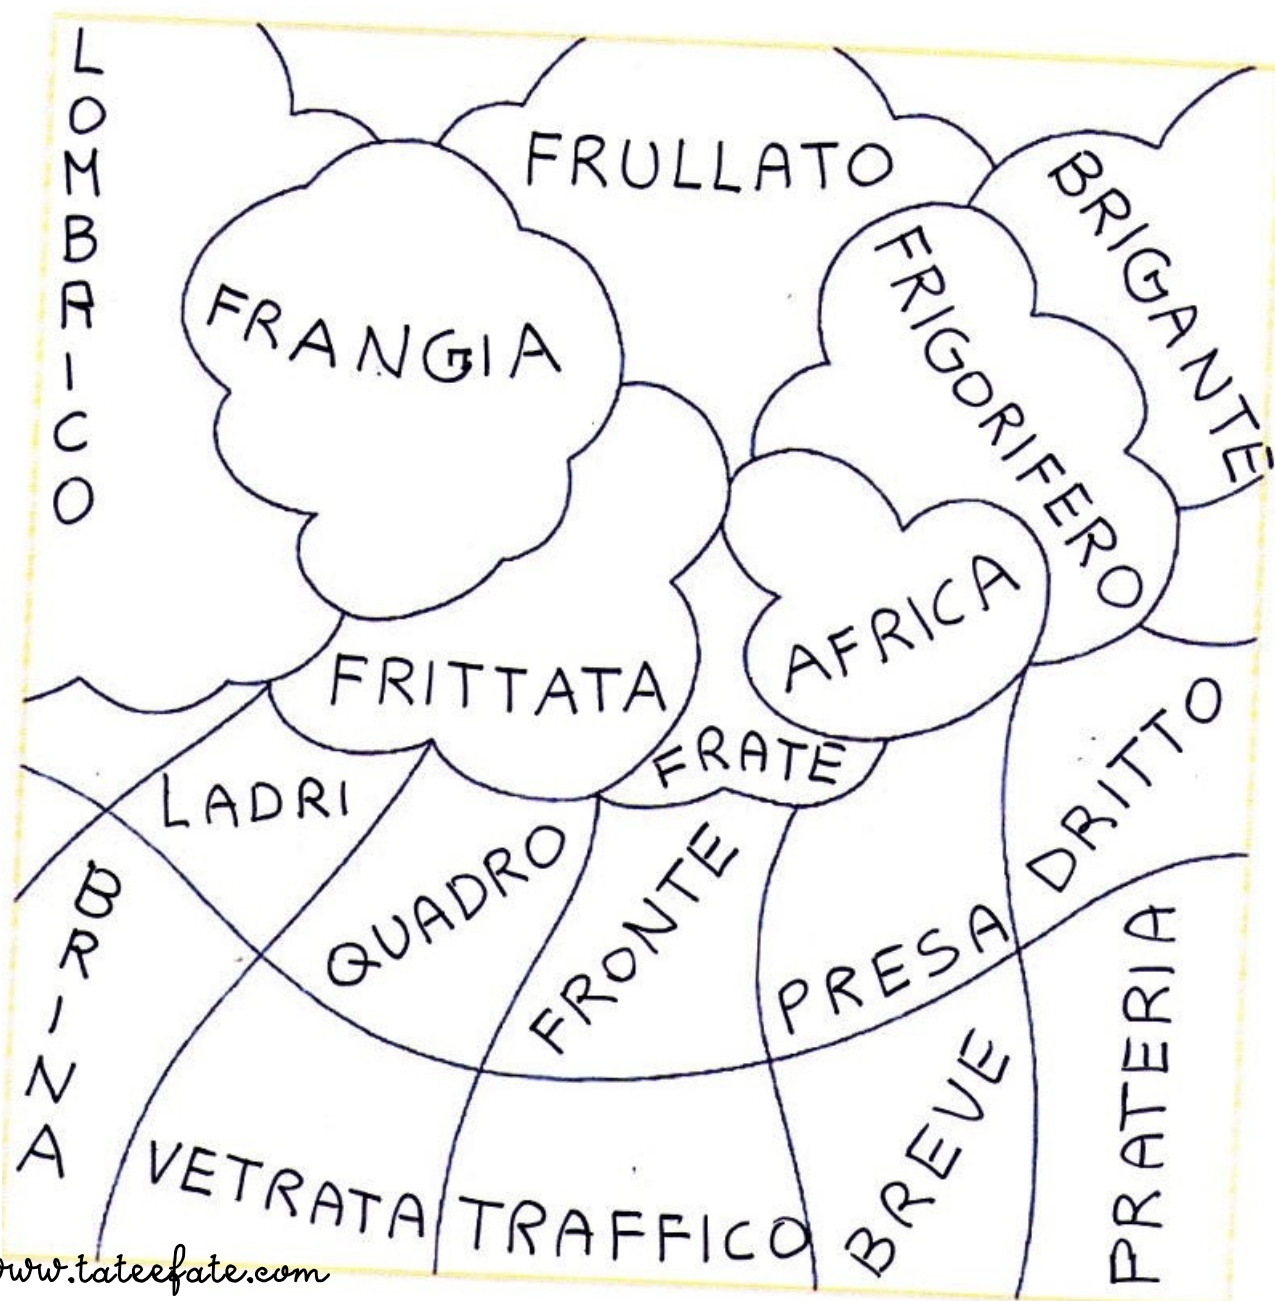 LOMBRICO
FRULLATO
BRIGANTE
FRIGORIFERO
FRANGIA
AFRICA
FRITTATA
FRATE
DRITTO
LADRI
QUADRO
FRONTE
PRESA
BRINA
PRATERIA
BREVE
VETRATA
TRAFFICO
www.tateefate.com